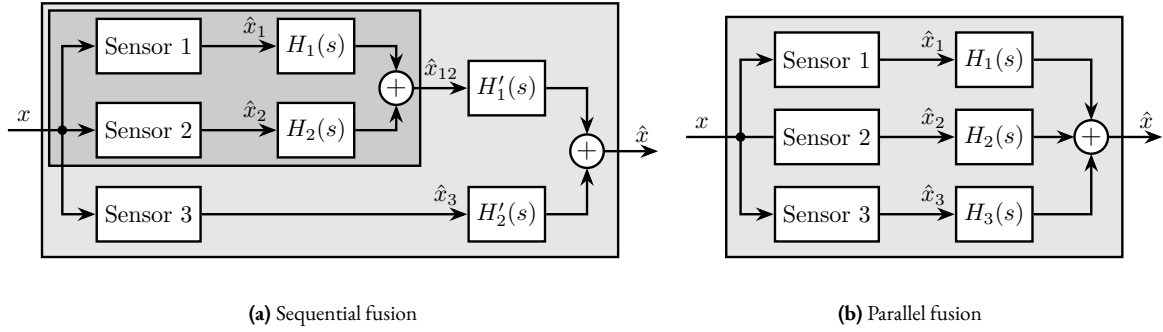 x
Sensor 1
x̂₁
H₁(s)
Sensor 2
x̂₂
H₂(s)
+
x̂₁₂
H₁′(s)
Sensor 3
x̂₃
H₂′(s)
+
x̂
(a) Sequential fusion
x
Sensor 1
x̂₁
H₁(s)
Sensor 2
x̂₂
H₂(s)
Sensor 3
x̂₃
H₃(s)
+
x̂
(b) Parallel fusion